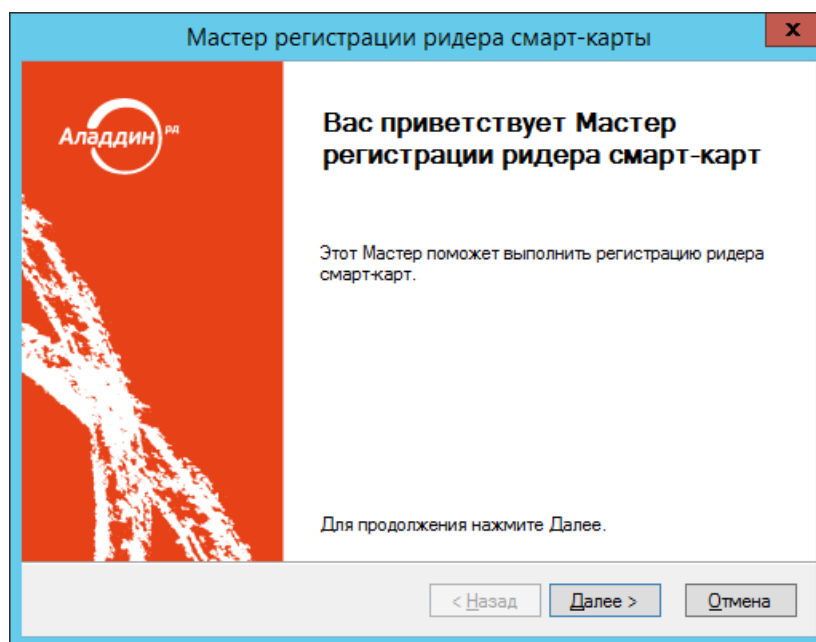 Мастер регистрации ридера смарт-карты
x
Аладдин РД
Вас приветствует Мастер
регистрации ридера смарт-карт
Этот Мастер поможет выполнить регистрацию ридера
смарт-карт.
Для продолжения нажмите Далее.
< Назад Далее > Отмена